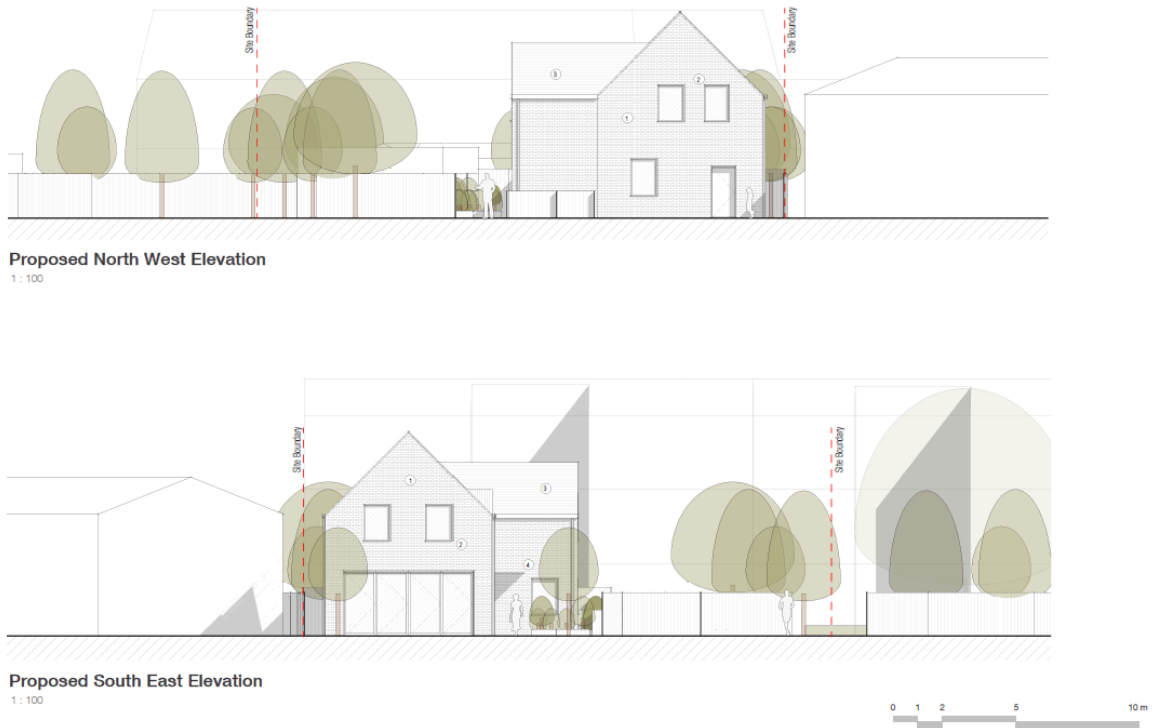 Site Boundary
Site Boundary
3
2
1
Proposed North West Elevation
1 : 100
Site Boundary
Site Boundary
1
3
2
4
Proposed South East Elevation
1 : 100
0 1 2 5 10 m